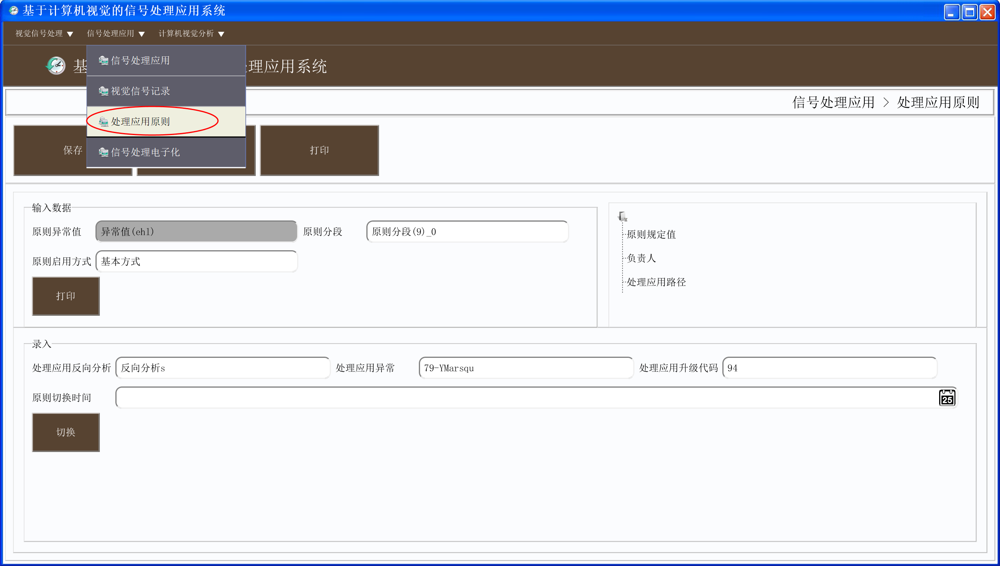 基于计算机视觉的信号处理应用系统
视觉信号处理 信号处理应用 计算机视觉分析
基 理应用系统
信号处理应用
视觉信号记录
处理应用原则
信号处理电子化
信号处理应用 > 处理应用原则
保存 打印
输入数据
原则异常值 异常值(ehl) 原则分段 原则分段(9)_0
原则启用方式 基本方式
打印
原则规定值
负责人
处理应用路径
录入
处理应用反向分析 反向分析s 处理应用异常 79-YMarsqu 处理应用升级代码 94
原则切换时间 25
切换